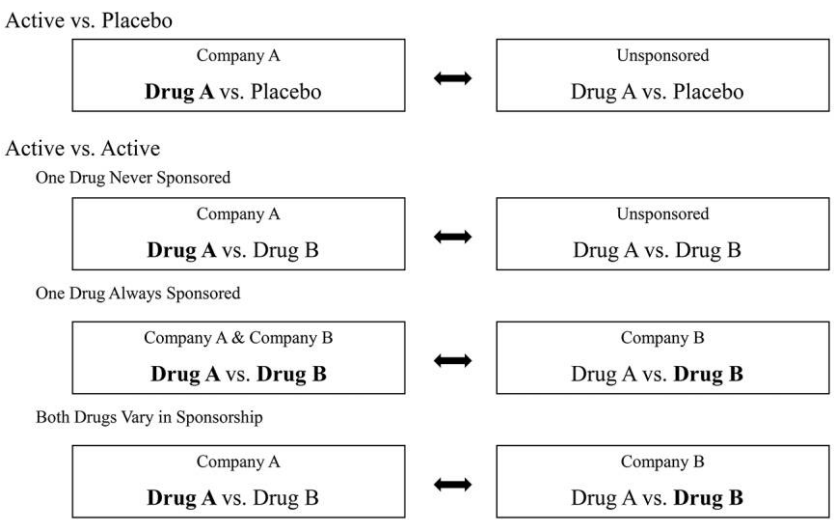 Active vs. Placebo
Company A
Drug A vs. Placebo
Unsponsored
Drug A vs. Placebo
Active vs. Active
One Drug Never Sponsored
Company A
Drug A vs. Drug B
Unsponsored
Drug A vs. Drug B
One Drug Always Sponsored
Company A & Company B
Drug A vs. Drug B
Company B
Drug A vs. Drug B
Both Drugs Vary in Sponsorship
Company A
Drug A vs. Drug B
Company B
Drug A vs. Drug B